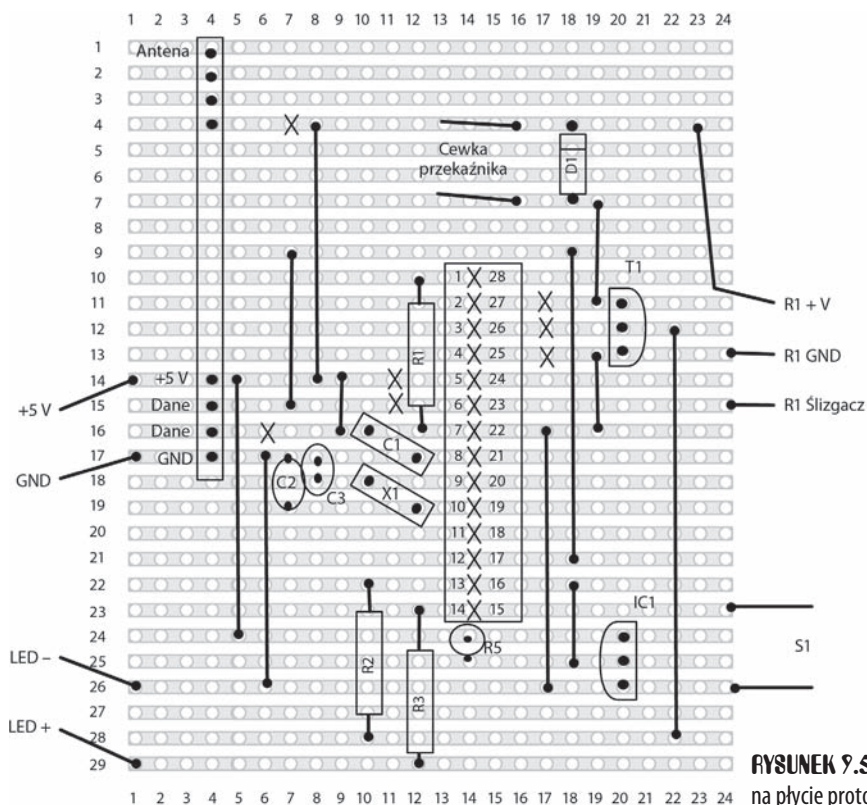 1 2 3 4 5 6 7 8 9 10 11 12 13 14 15 16 17 18 19 20 21 22 23 24
1 Antena
2
3
4
5 Cewka D1
6 przekaźnika
7
8
9
10 1 28 T1
11 2 27 R1 + V
12 3 26
13 R1 4 25 R1 GND
14 +5 V 5 24
+5 V
15 Dane 6 23 R1 Ślizgacz
16 Dane C1 7 22
17 GND 8 21
GND
18 C2 C3 X1 9 20
19 10 19
20 11 18
21 12 17
22 13 16
23 14 15 IC1
24 R5 S1
25 R2
LED –
26 R3
27
28
LED +
29
1 2 3 4 5 6 7 8 9 10 11 12 13 14 15 16 17 18 19 20 21 22 23 24
RYSUNEK 9.5
na płycie proto